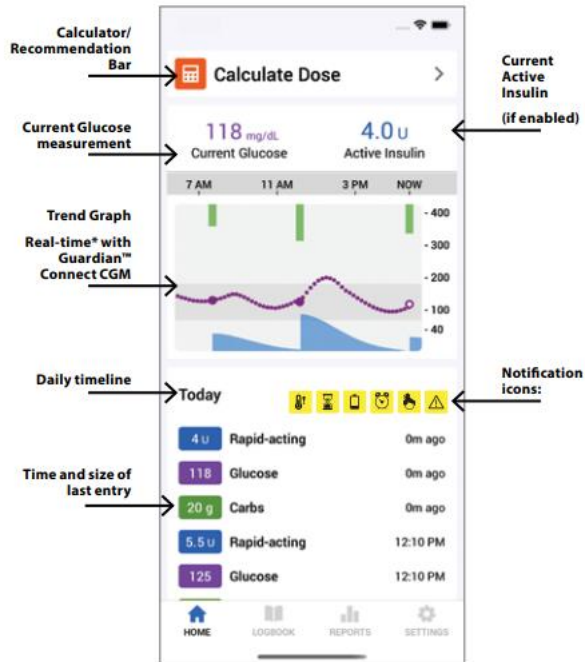 Calculator/
Recommendation
Bar
Calculate Dose
Current
Active
Insulin
(if enabled)
Current Glucose
measurement
118 mg/dL
Current Glucose
4.0 U
Active Insulin
7 AM 11 AM 3 PM NOW
Trend Graph
Real-time* with
Guardian™
Connect CGM
- 400
- 300
- 200
- 100
- 40
Daily timeline
Today
Notification
icons:
4 U Rapid-acting 0m ago
118 Glucose 0m ago
Time and size of
last entry
20 g Carbs 0m ago
5.5 U Rapid-acting 12:10 PM
125 Glucose 12:10 PM
HOME LOGBOOK REPORTS SETTINGS